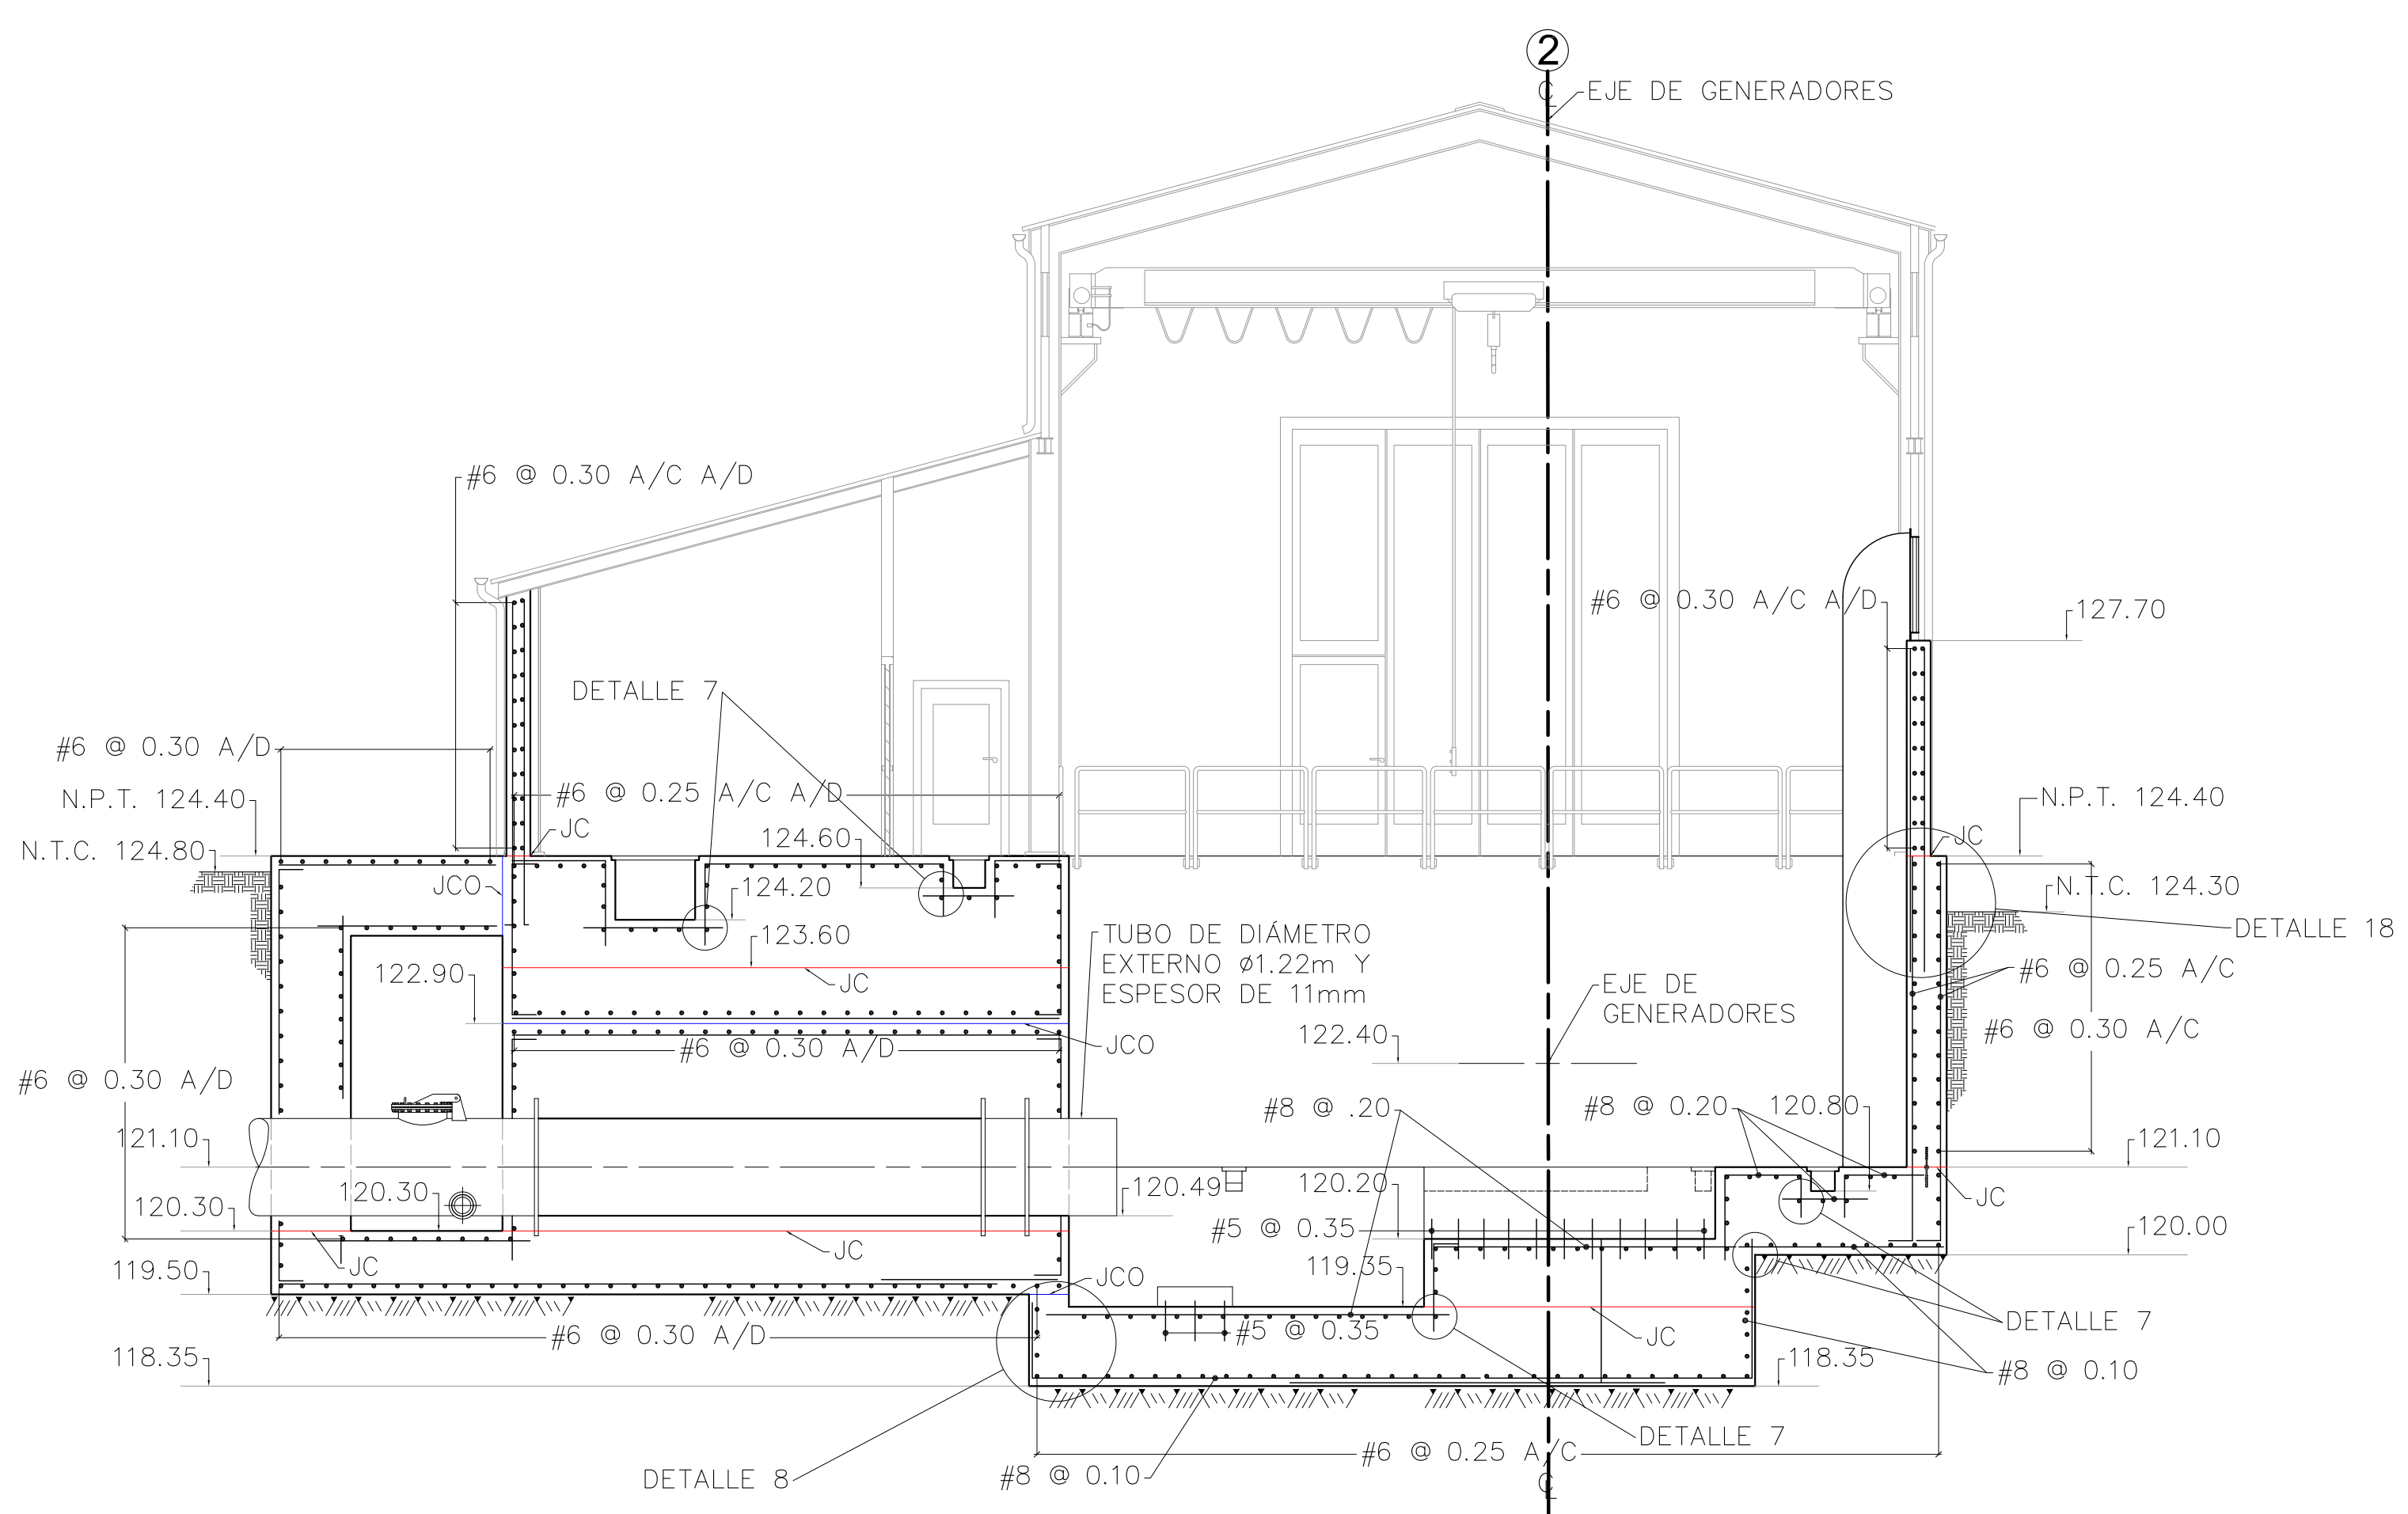 2
CL
EJE DE GENERADORES
#6 @ 0.30 A/C A/D
#6 @ 0.30 A/C A/D
127.70
DETALLE 7
#6 @ 0.30 A/D
#6 @ 0.25 A/C A/D
N.P.T. 124.40
N.P.T. 124.40
JC
124.60
JC
N.T.C. 124.80
JCO
124.20
N.T.C. 124.30
DETALLE 18
123.60
TUBO DE DIÁMETRO
EXTERNO ø1.22m Y
ESPESOR DE 11mm
122.90
JC
#6 @ 0.25 A/C
EJE DE
GENERADORES
#6 @ 0.30 A/C
122.40
#6 @ 0.30 A/D
JCO
#6 @ 0.30 A/D
#8 @ .20
#8 @ 0.20
120.80
121.10
121.10
120.30
120.30
120.49
120.20
JC
#5 @ 0.35
120.00
119.50
JC
JC
JCO
119.35
#6 @ 0.30 A/D
#5 @ 0.35
JC
DETALLE 7
118.35
118.35
#8 @ 0.10
DETALLE 7
DETALLE 8
#8 @ 0.10
#6 @ 0.25 A/C
CL